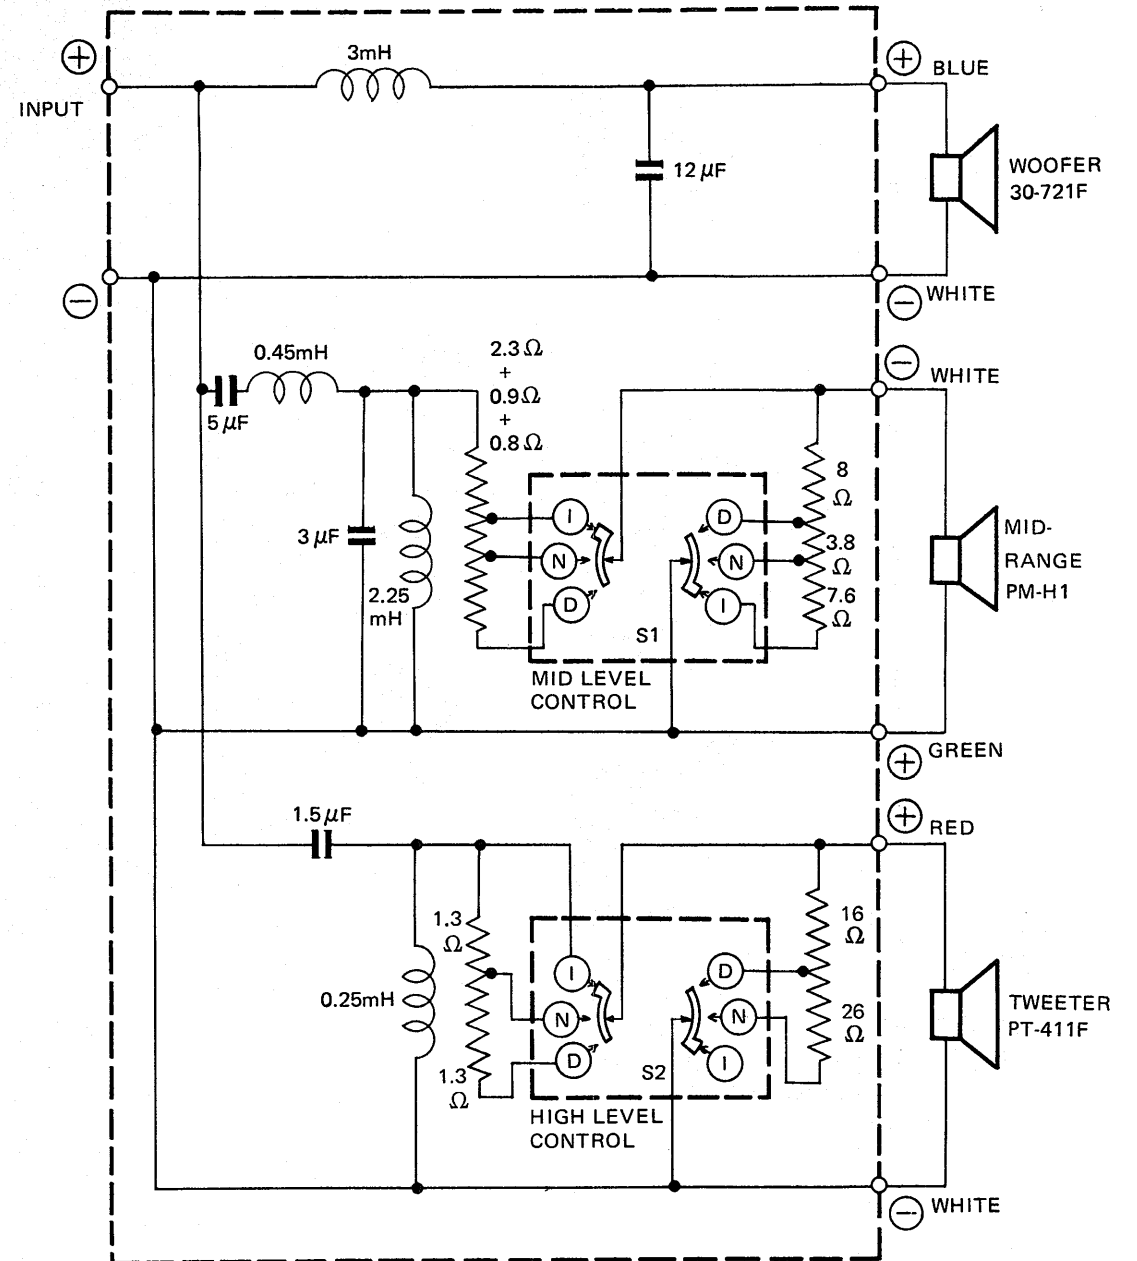 +
INPUT
−
3mH
12 μF
+
BLUE
WOOFER
30-721F
−
WHITE
0.45mH
5 μF
3 μF
2.25
mH
2.3 Ω
+
0.9Ω
+
0.8 Ω
I
N
D
D
N
I
S1
MID LEVEL
CONTROL
8
Ω
3.8
Ω
7.6
Ω
−
WHITE
MID-
RANGE
PM-H1
+
GREEN
1.5 μF
0.25mH
1.3
Ω
1.3
Ω
I
N
D
D
N
I
S2
HIGH LEVEL
CONTROL
16
Ω
26
Ω
+
RED
TWEETER
PT-411F
−
WHITE